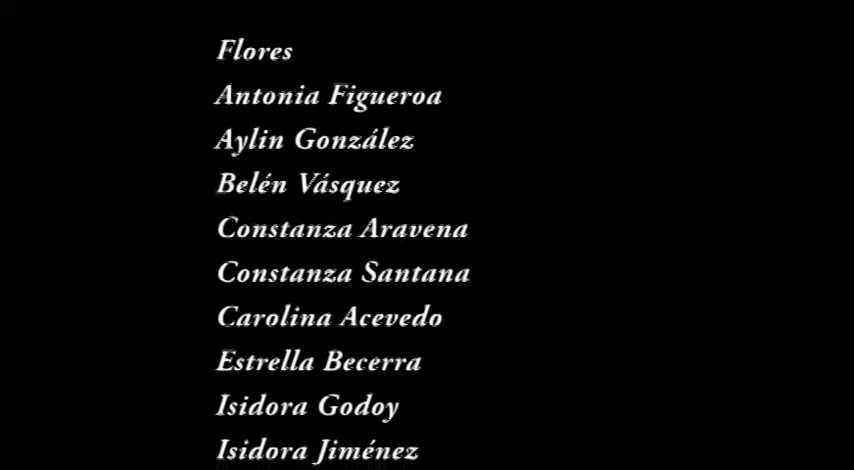 Flores
Antonia Figueroa
Aylin González
Belén Vásquez
Constanza Aravena
Constanza Santana
Carolina Acevedo
Estrella Becerra
Isidora Godoy
Isidora Jiménez